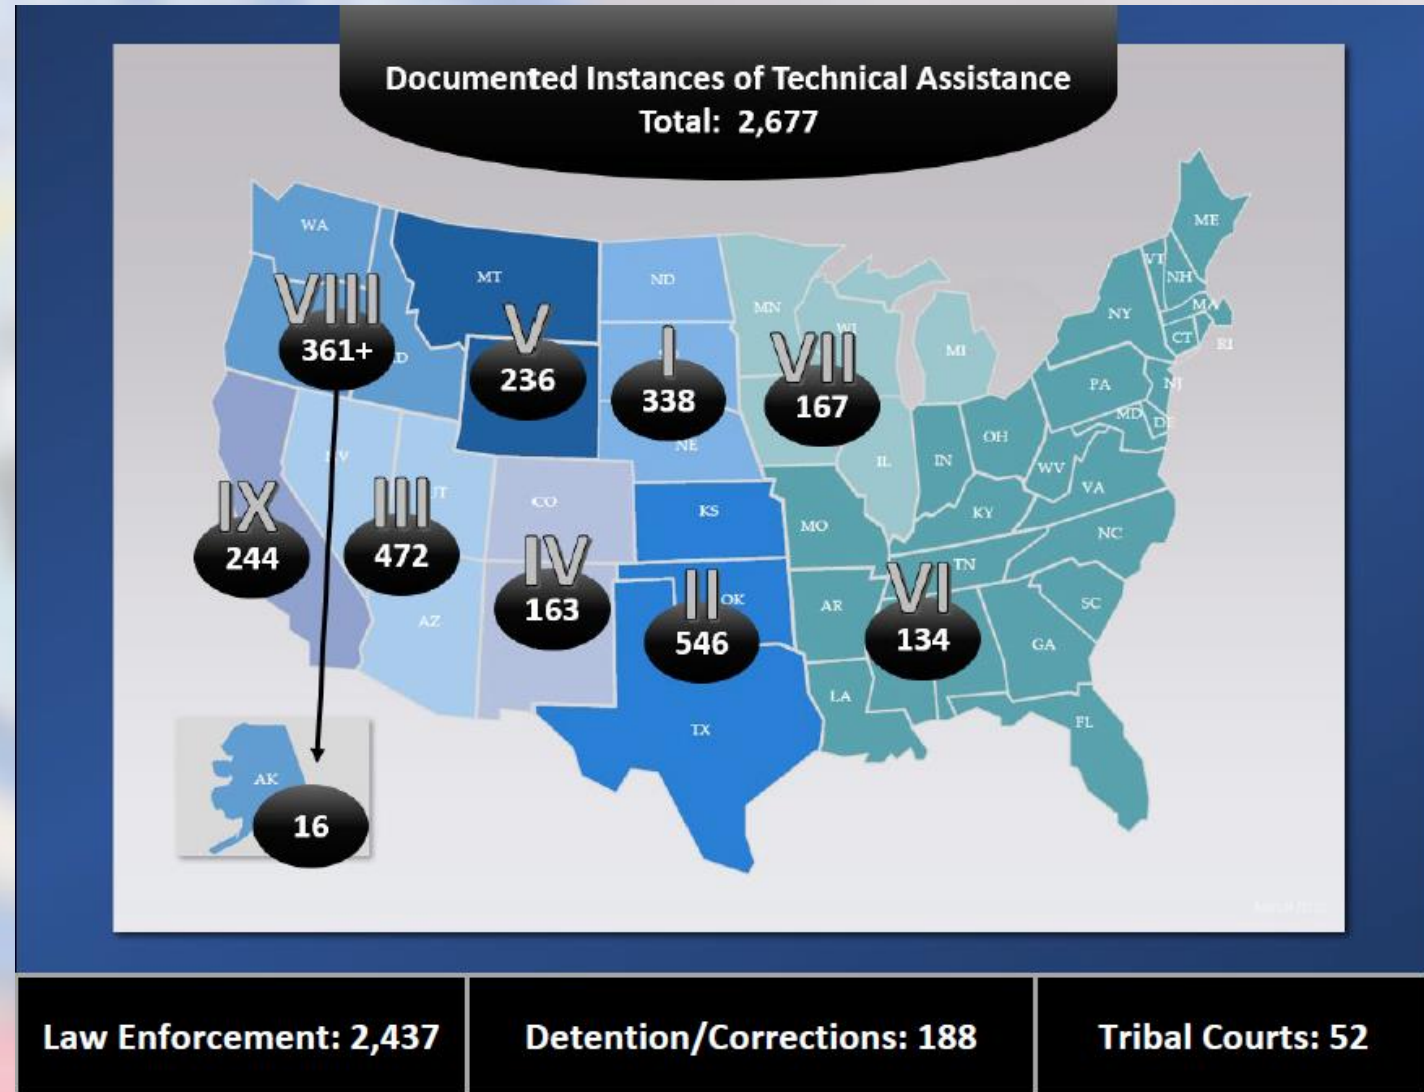 Documented Instances of Technical Assistance
Total: 2,677
WA
MT
ND
MN
WI
MI
ME
VT
NH
NY
MA
CT
RI
PA
NJ
MD
DE
OH
IN
IL
WV
VA
KY
NC
TN
SC
GA
FL
NE
CO
KS
MO
OK
AR
LA
TX
AZ
AK
VIII
361+
V
236
I
338
VII
167
IX
244
III
472
IV
163
II
546
VI
134
16
Law Enforcement: 2,437
Detention/Corrections: 188
Tribal Courts: 52